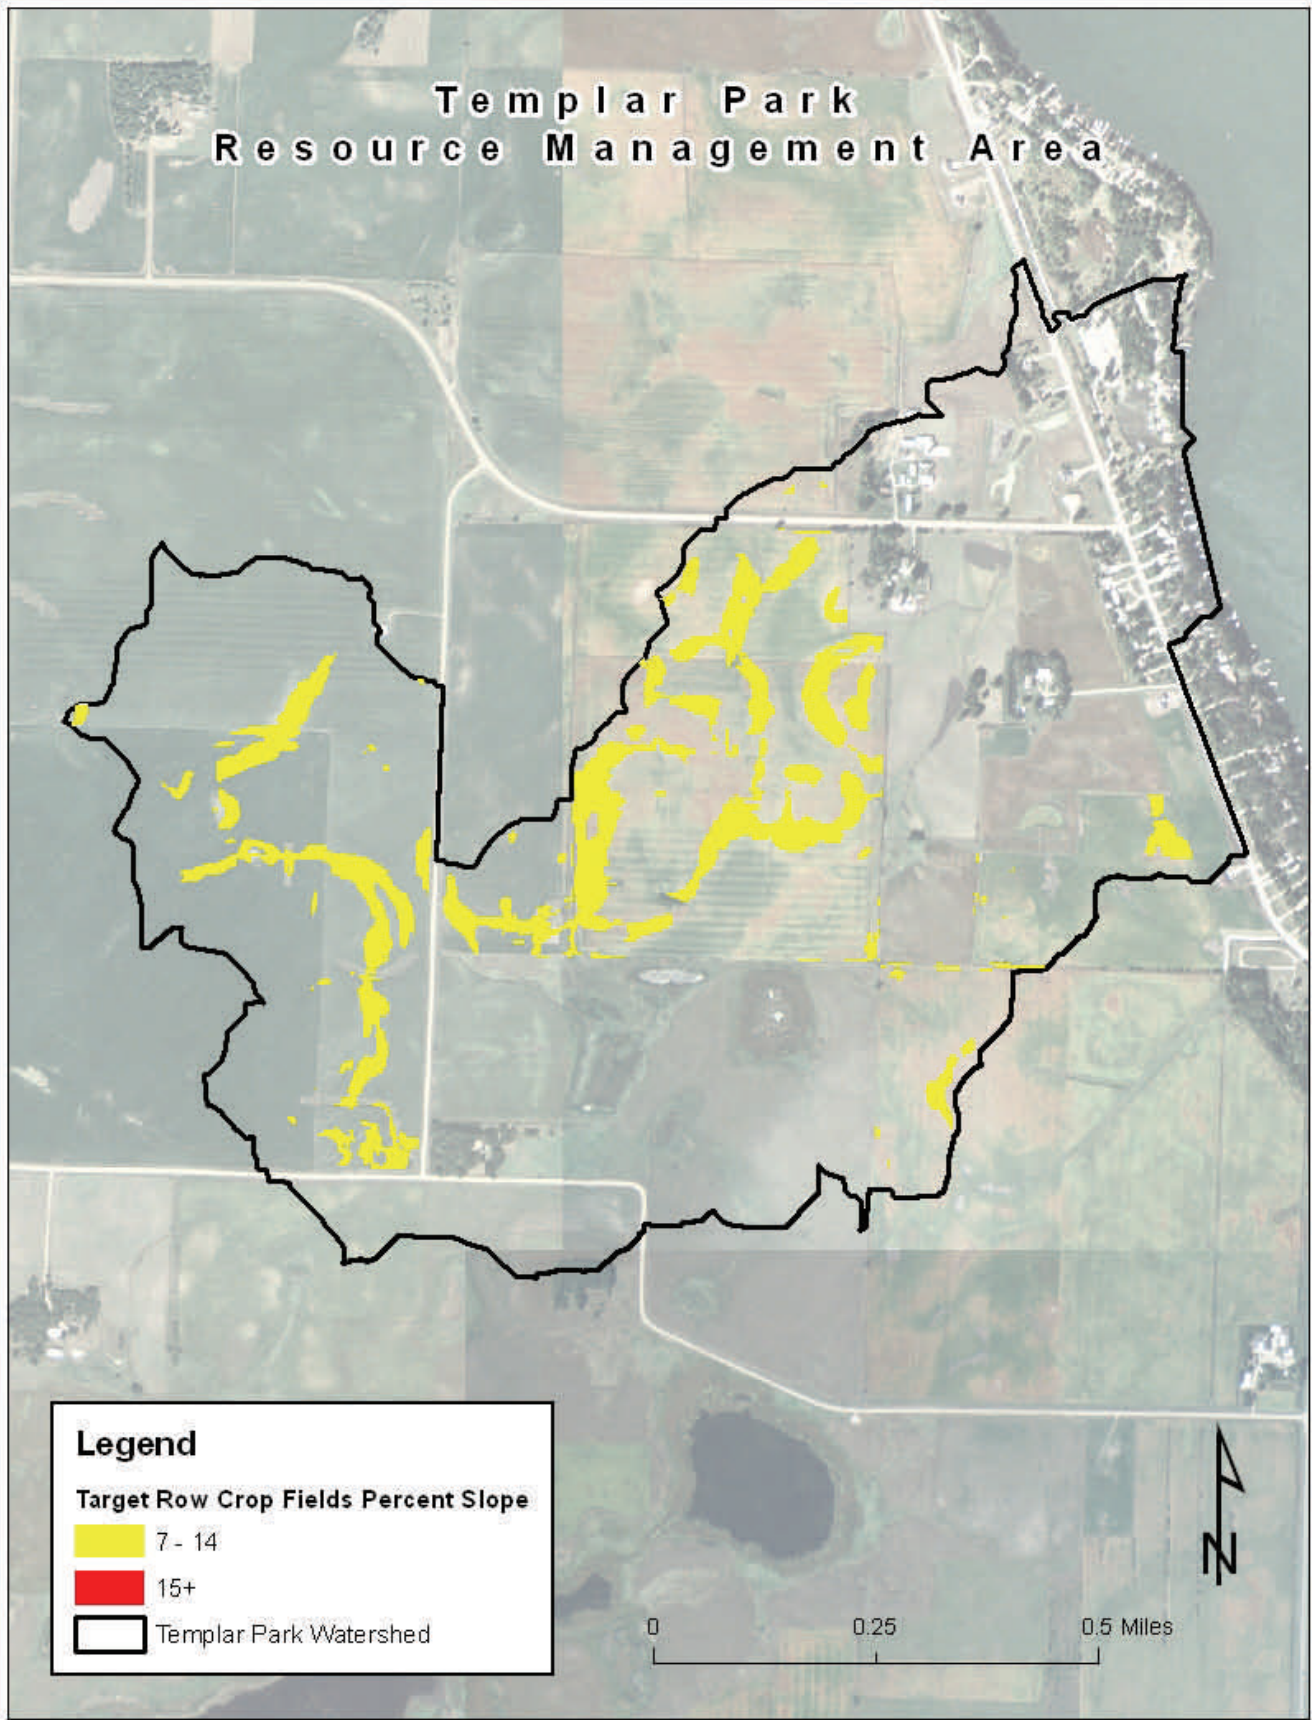 Templar Park
Resource Management Area
Legend
Target Row Crop Fields Percent Slope
7 - 14
15+
Templar Park Watershed
0 0.25 0.5 Miles
N